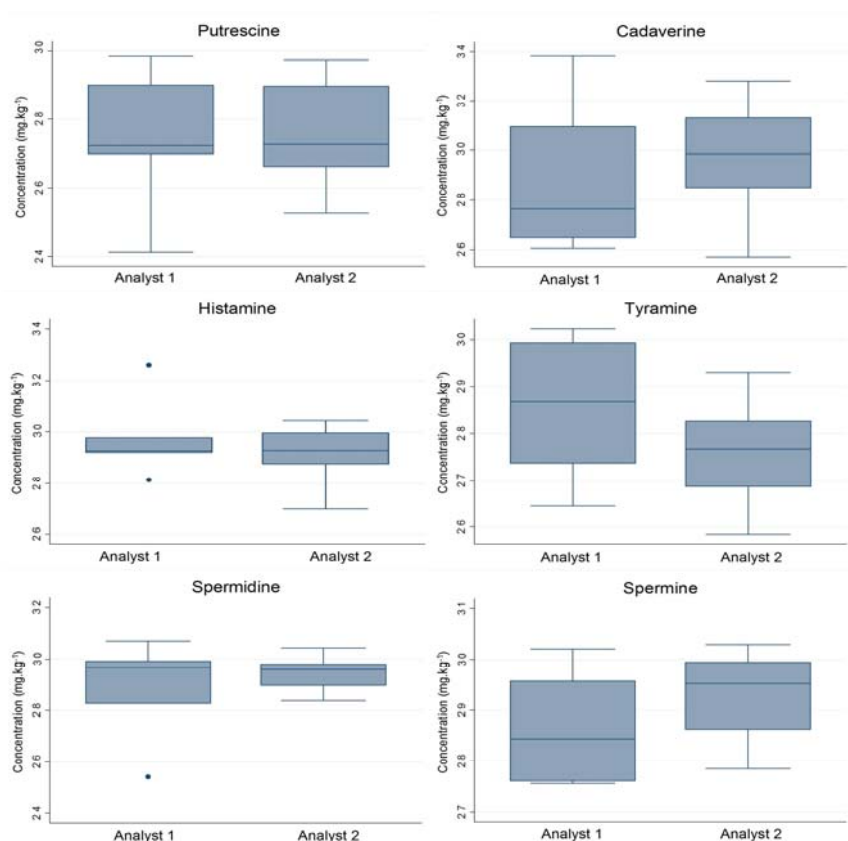 Putrescine
Concentration (mg.kg⁻¹)
30
28
26
24
Analyst 1 Analyst 2
Cadaverine
Concentration (mg.kg⁻¹)
34
32
30
28
26
Analyst 1 Analyst 2
Histamine
Concentration (mg.kg⁻¹)
34
32
30
28
26
Analyst 1 Analyst 2
Tyramine
Concentration (mg.kg⁻¹)
30
29
28
27
26
Analyst 1 Analyst 2
Spermidine
Concentration (mg.kg⁻¹)
32
30
28
26
24
Analyst 1 Analyst 2
Spermine
Concentration (mg.kg⁻¹)
31
30
29
28
27
Analyst 1 Analyst 2